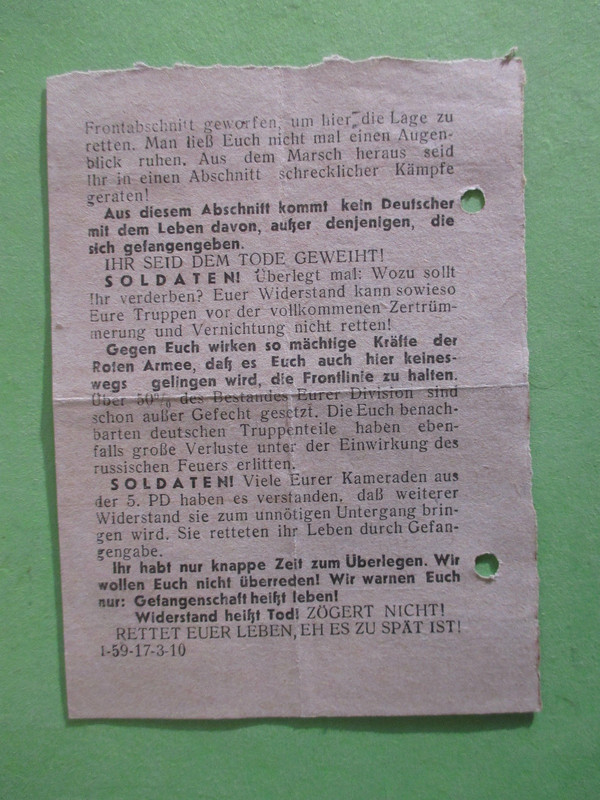 Frontabschnitt geworfen, um hier die Lage zu
retten. Man ließ Euch nicht mal einen Augen-
blick ruhen. Aus dem Marsch heraus seid
Ihr in einen Abschnitt schrecklicher Kämpfe
geraten!
Aus diesem Abschnitt kommt kein Deutscher
mit dem Leben davon, außer denjenigen, die
sich gefangengeben.
IHR SEID DEM TODE GEWEIHT!
SOLDATEN! Überlegt mal: Wozu sollt
Ihr verderben? Euer Widerstand kann sowieso
Eure Truppen vor der vollkommenen Zertrüm-
merung und Vernichtung nicht retten!
Gegen Euch wirken so mächtige Kräfte der
Roten Armee, daß es Euch auch hier keines-
wegs gelingen wird, die Frontlinie zu halten.
Über 50% des Bestandes Eurer Division sind
schon außer Gefecht gesetzt. Die Euch benach-
barten deutschen Truppenteile haben eben-
falls große Verluste unter der Einwirkung des
russischen Feuers erlitten.
SOLDATEN! Viele Eurer Kameraden aus
der 5. PD haben es verstanden, daß weiterer
Widerstand sie zum unnötigen Untergang brin-
gen wird. Sie retteten ihr Leben durch Gefan-
gengabe.
Ihr habt nur knappe Zeit zum Überlegen. Wir
wollen Euch nicht überreden! Wir warnen Euch
nur: Gefangenschaft heißt leben!
Widerstand heißt Tod! ZÖGERT NICHT!
RETTET EUER LEBEN, EH ES ZU SPÄT IST!
1-59-17-3-10